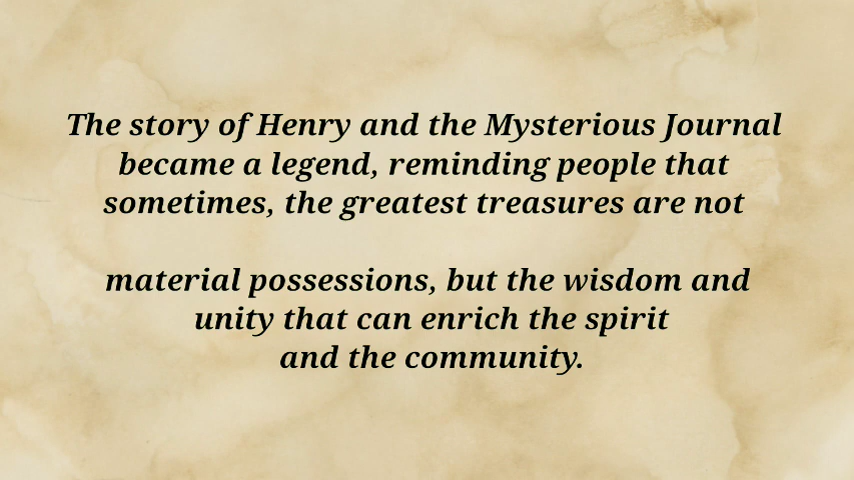 The story of Henry and the Mysterious Journal
became a legend, reminding people that
sometimes, the greatest treasures are not
material possessions, but the wisdom and
unity that can enrich the spirit
and the community.